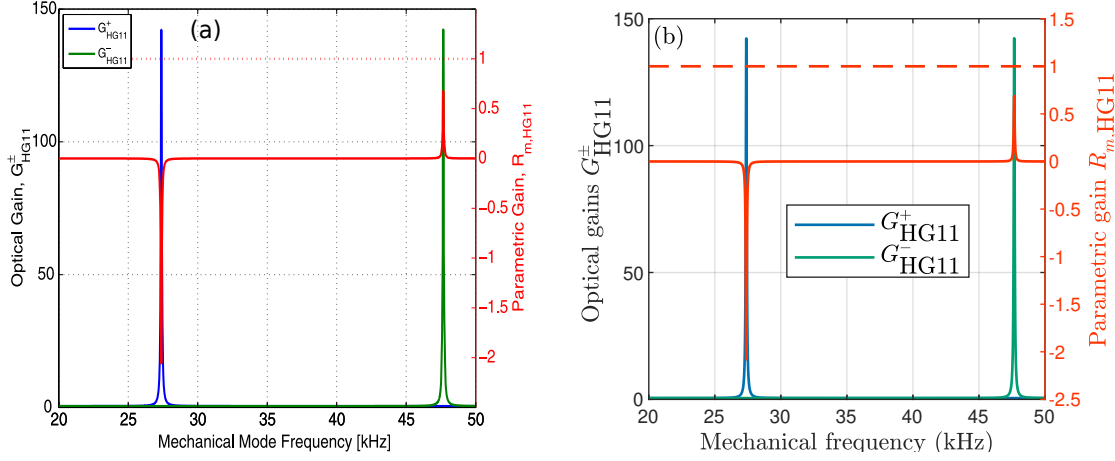 (a)
G+HG11
G-HG11
150
100
50
0
Optical Gain, G±HG11
1
0.5
0
-0.5
-1
-1.5
-2
Parametric Gain, Rm,HG11
20 25 30 35 40 45 50
Mechanical Mode Frequency [kHz]
(b)
G+HG11
G−HG11
150
100
50
0
Optical gains G±HG11
1
0.5
0
-0.5
-1
-1.5
-2
-2.5
Parametric gain Rm,HG11
20 25 30 35 40 45 50
Mechanical frequency (kHz)